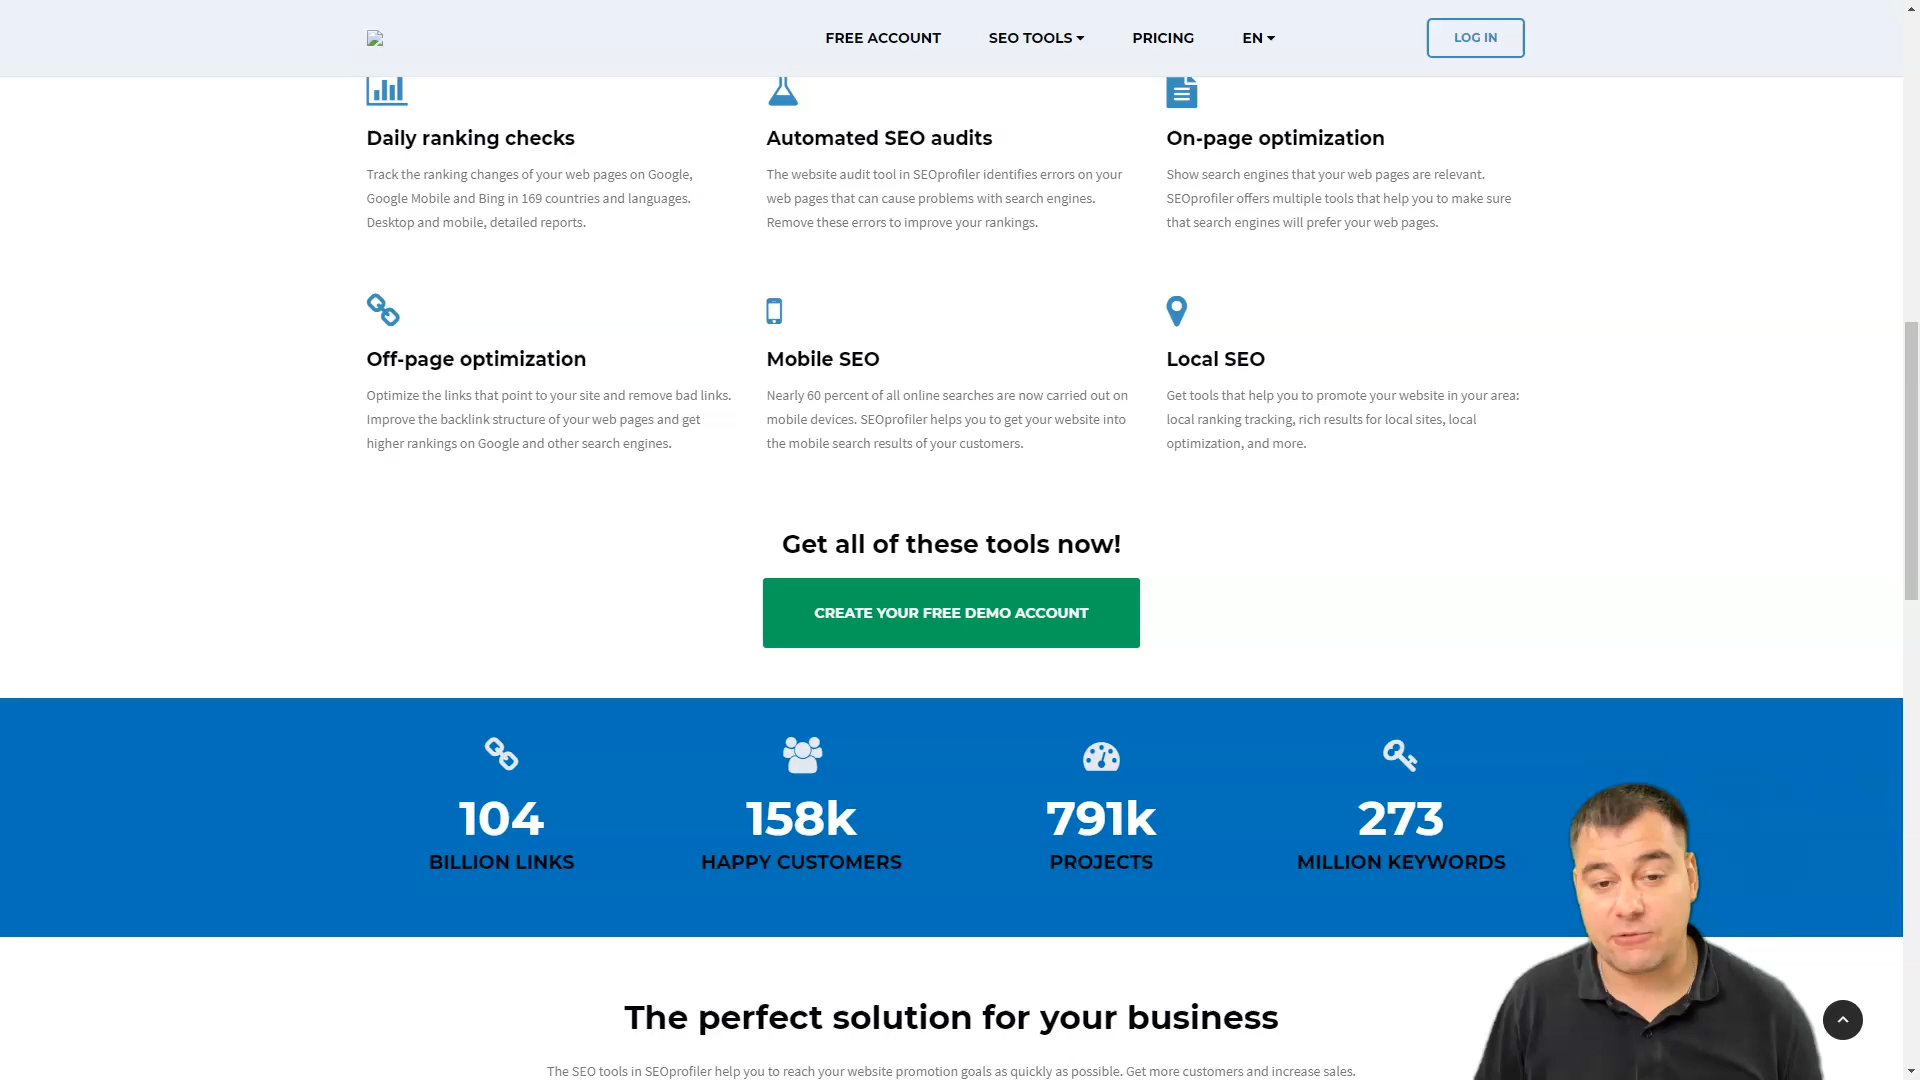 FREE ACCOUNT
SEO TOOLS
PRICING
EN
LOG IN
Daily ranking checks
Track the ranking changes of your web pages on Google,
Google Mobile and Bing in 169 countries and languages.
Desktop and mobile, detailed reports.
Automated SEO audits
The website audit tool in SEOprofiler identifies errors on your
web pages that can cause problems with search engines.
Remove these errors to improve your rankings.
On-page optimization
Show search engines that your web pages are relevant.
SEOprofiler offers multiple tools that help you to make sure
that search engines will prefer your web pages.
Off-page optimization
Optimize the links that point to your site and remove bad links.
Improve the backlink structure of your web pages and get
higher rankings on Google and other search engines.
Mobile SEO
Nearly 60 percent of all online searches are now carried out on
mobile devices. SEOprofiler helps you to get your website into
the mobile search results of your customers.
Local SEO
Get tools that help you to promote your website in your area:
local ranking tracking, rich results for local sites, local
optimization, and more.
Get all of these tools now!
CREATE YOUR FREE DEMO ACCOUNT
104
BILLION LINKS
158k
HAPPY CUSTOMERS
791k
PROJECTS
273
MILLION KEYWORDS
The perfect solution for your business
The SEO tools in SEOprofiler help you to reach your website promotion goals as quickly as possible. Get more customers and increase sales.